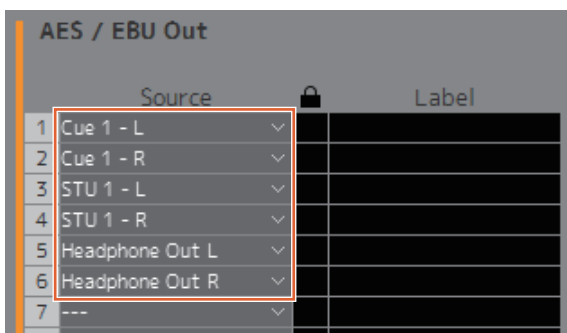 AES / EBU Out
Source Label
1 Cue 1 - L
2 Cue 1 - R
3 STU 1 - L
4 STU 1 - R
5 Headphone Out L
6 Headphone Out R
7 ---